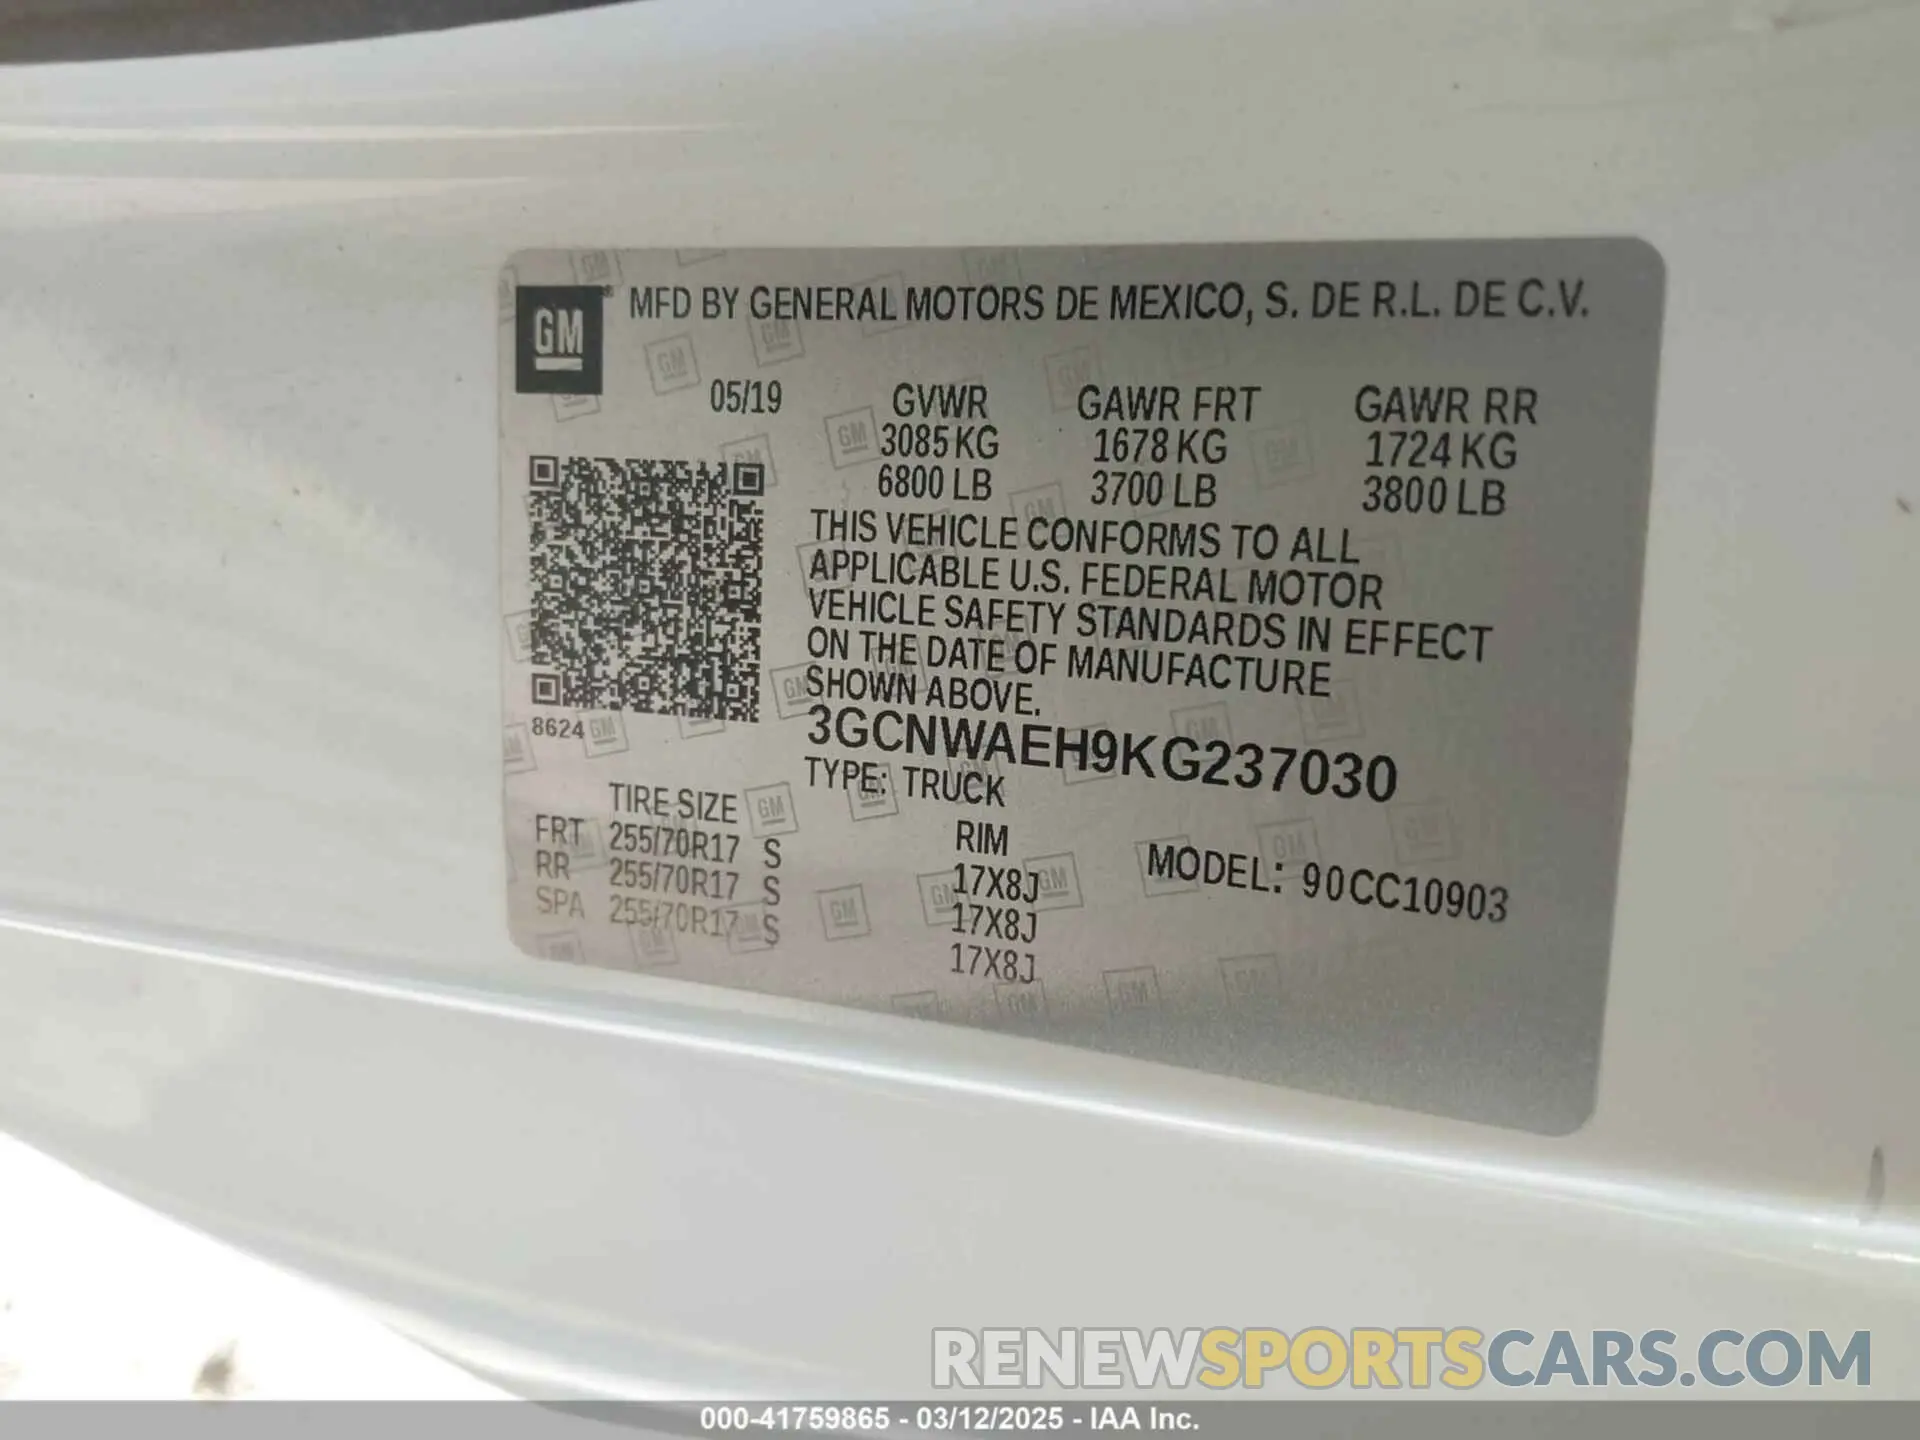 GM
MFD BY GENERAL MOTORS DE MEXICO, S. DE R.L. DE C.V.
05/19 GVWR GAWR FRT GAWR RR
3085 KG 1678 KG 1724 KG
6800 LB 3700 LB 3800 LB
THIS VEHICLE CONFORMS TO ALL
APPLICABLE U.S. FEDERAL MOTOR
VEHICLE SAFETY STANDARDS IN EFFECT
ON THE DATE OF MANUFACTURE
SHOWN ABOVE.
8624
3GCNWAEH9KG237030
TYPE: TRUCK
TIRE SIZE RIM
FRT 255/70R17 S 17X8J
RR 255/70R17 S 17X8J
SPA 255/70R17 S 17X8J
MODEL: 90CC10903
RENEWSPORTSCARS.COM
000-41759865 - 03/12/2025 - IAA Inc.